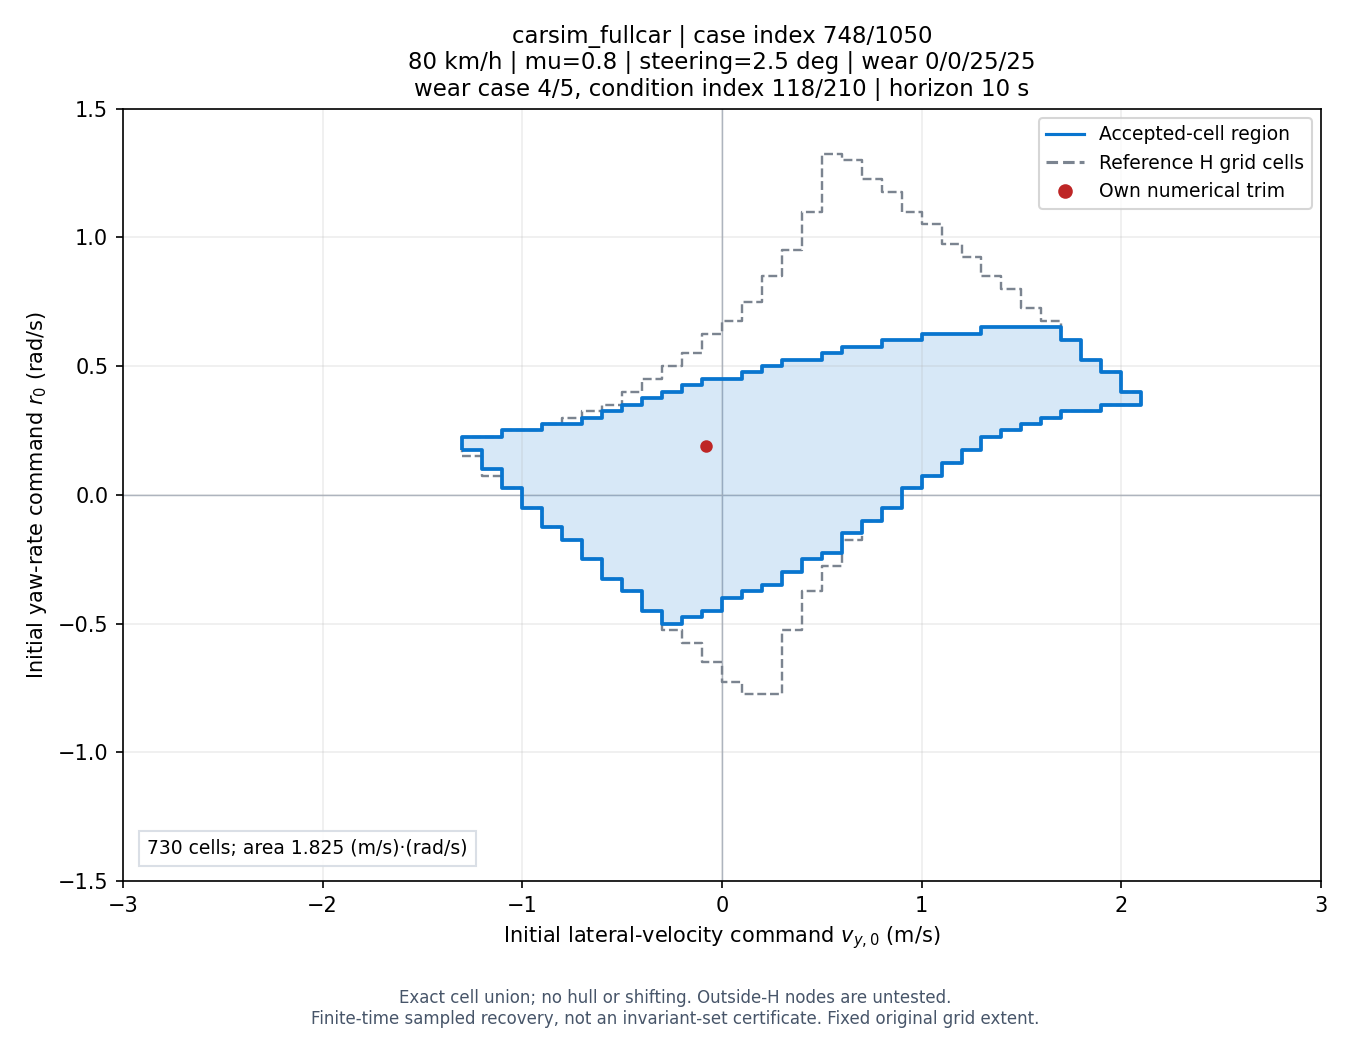 carsim_fullcar | case index 748/1050
80 km/h | mu=0.8 | steering=2.5 deg | wear 0/0/25/25
wear case 4/5, condition index 118/210 | horizon 10 s
Accepted-cell region
Reference H grid cells
Own numerical trim
1.5
1.0
0.5
0.0
−0.5
−1.0
−1.5
Initial yaw-rate command r₀ (rad/s)
730 cells; area 1.825 (m/s)·(rad/s)
−3
−2
−1
0
1
2
3
Initial lateral-velocity command v_{y,0} (m/s)
Exact cell union; no hull or shifting. Outside-H nodes are untested.
Finite-time sampled recovery, not an invariant-set certificate. Fixed original grid extent.